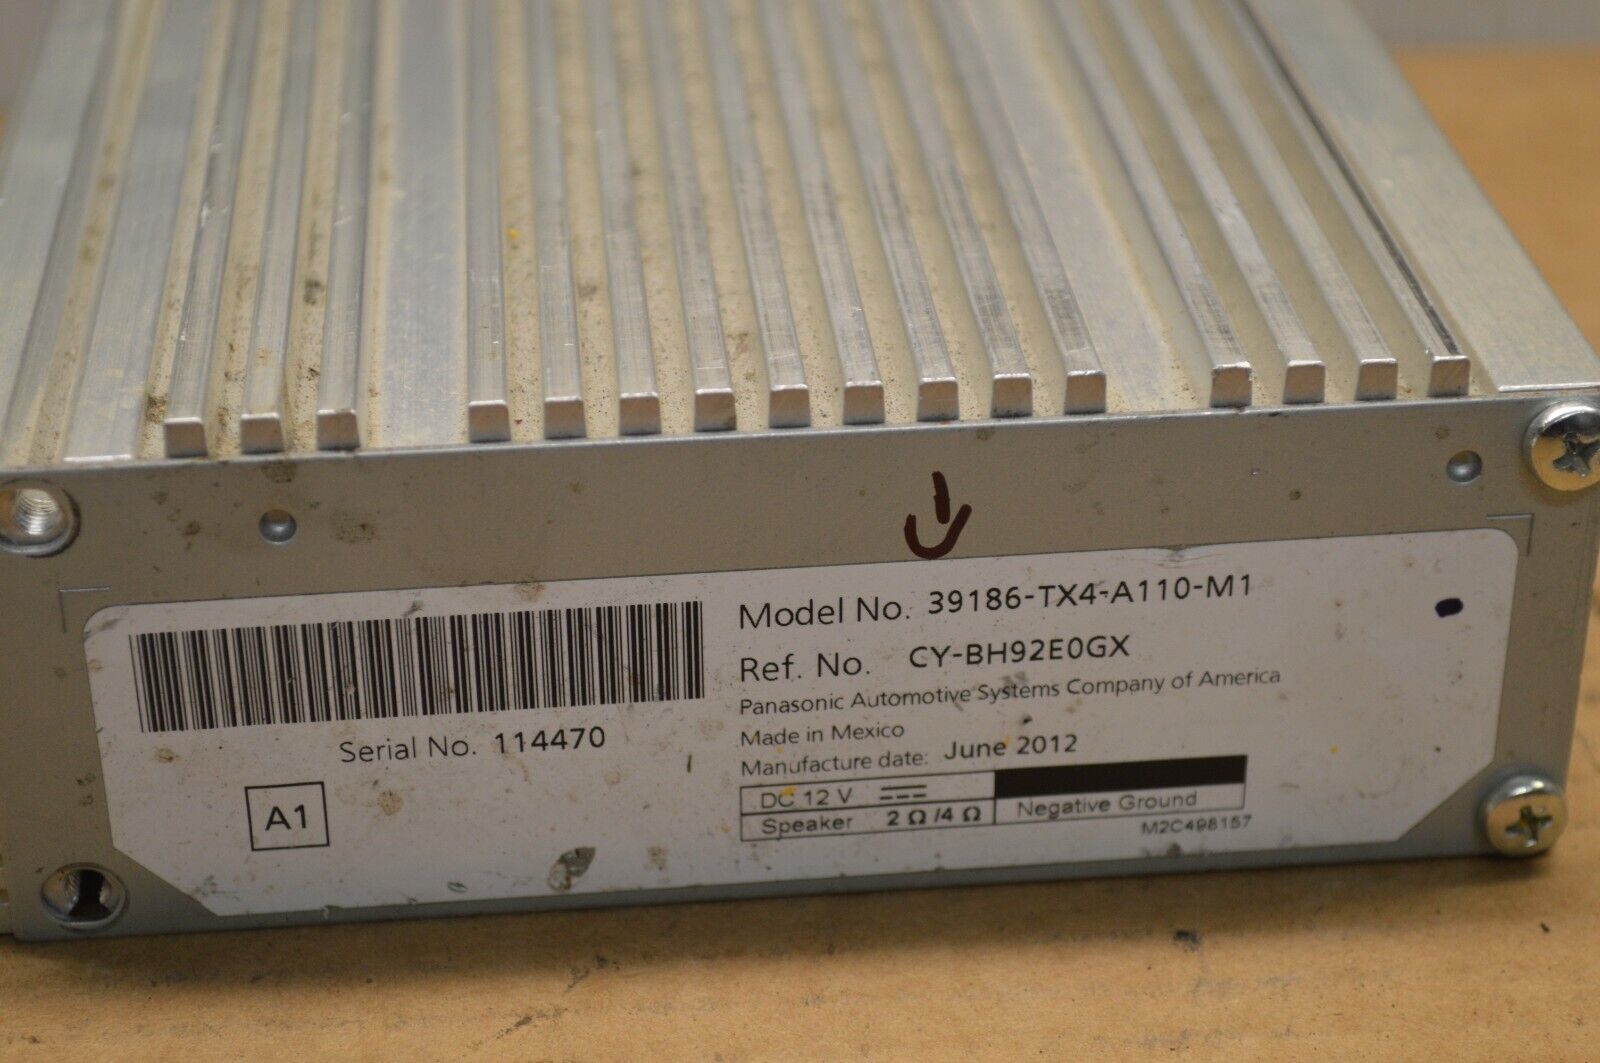 Model No. 39186-TX4-A110-M1
Ref. No. CY-BH92E0GX
Panasonic Automotive Systems Company of America
Made in Mexico
Manufacture date: June 2012
DC 12 V
Speaker 2 Ω /4 Ω
Negative Ground
M2C498157
Serial No. 114470
A1